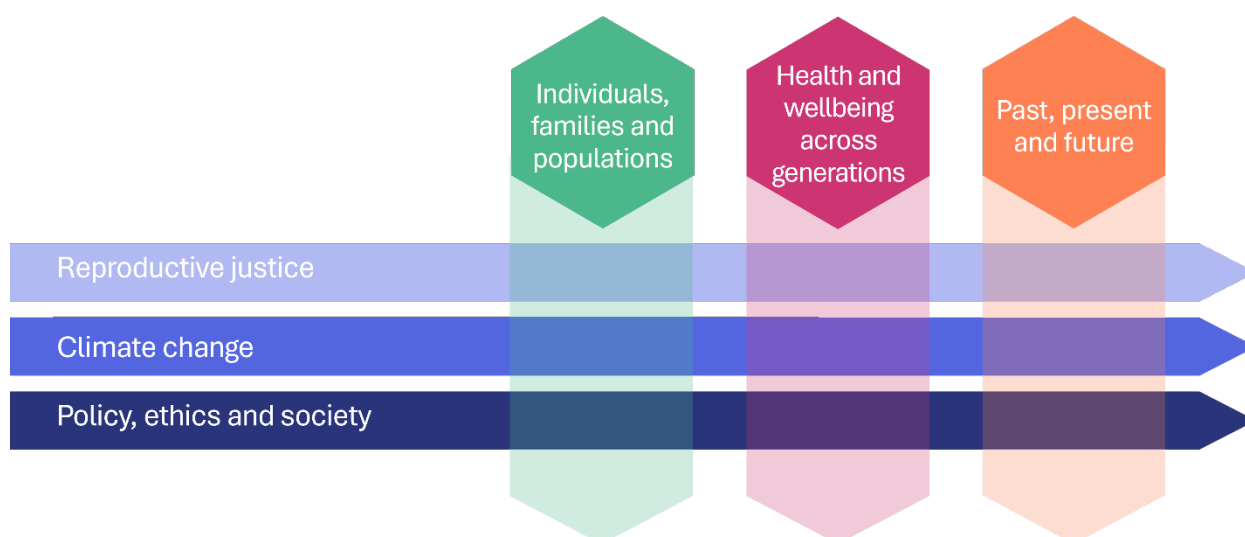 Individuals,
families and
populations
Health and
wellbeing
across
generations
Past, present
and future
Reproductive justice
Climate change
Policy, ethics and society